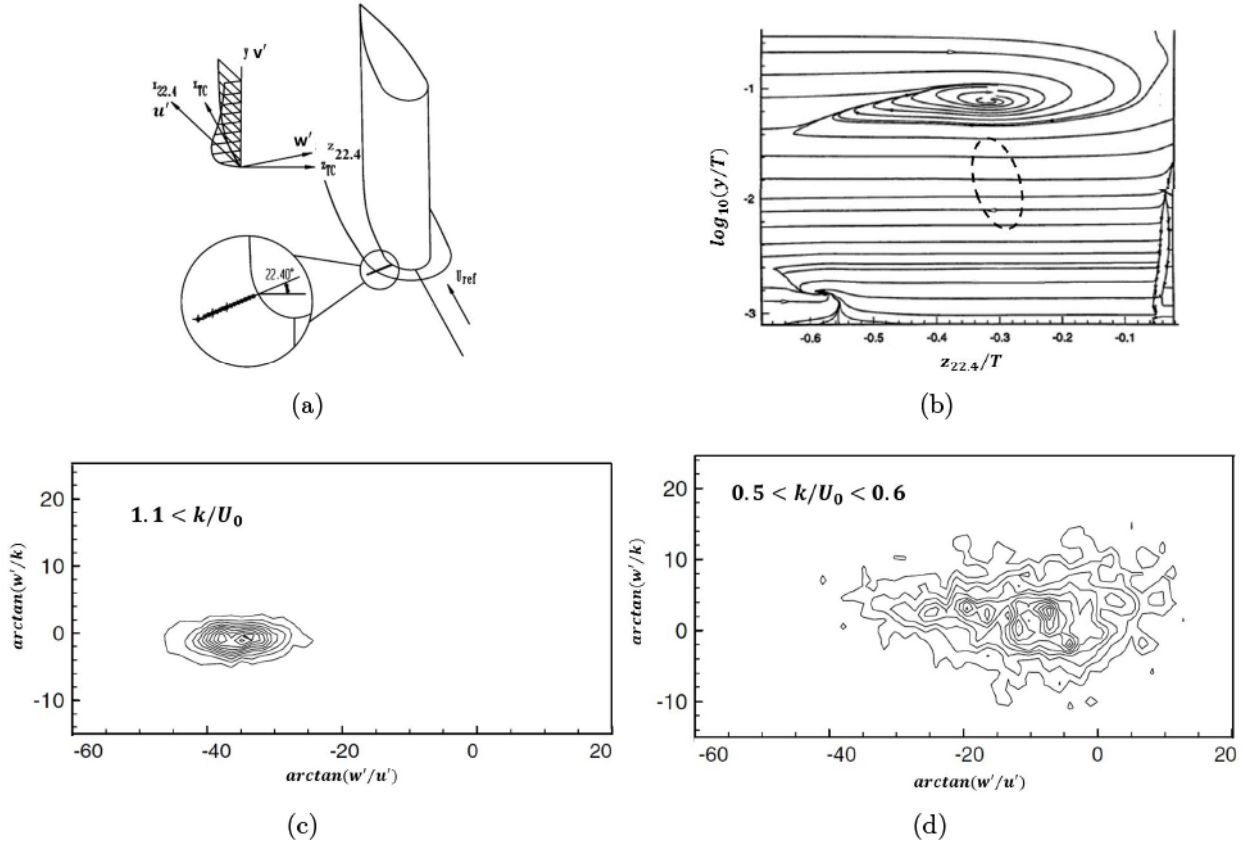 ȳ v'
x22.4
xTC
u'
w'
z22.4
zTC
22.40°
Uref
(a)
-1
-2
-3
log10(y/T)
-0.6 -0.5 -0.4 -0.3 -0.2 -0.1
z22.4/T
(b)
1.1 < k/U0
20
10
0
-10
arctan(w'/k)
-60 -40 -20 0 20
arctan(w'/u')
(c)
0.5 < k/U0 < 0.6
20
10
0
-10
arctan(w'/k)
-60 -40 -20 0 20
arctan(w'/u')
(d)